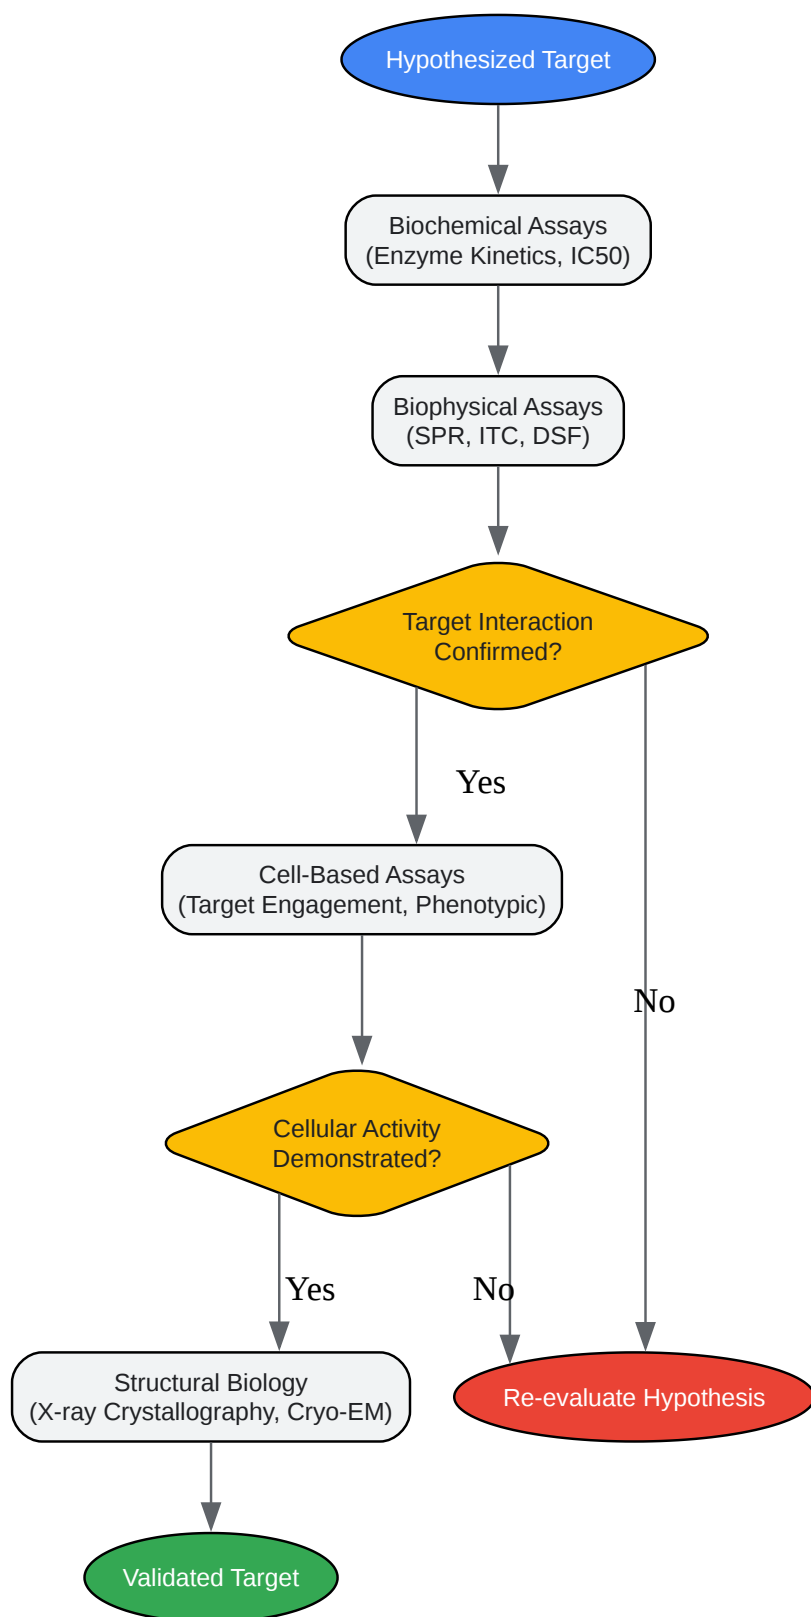 Hypothesized Target
Biochemical Assays
(Enzyme Kinetics, IC50)
Biophysical Assays
(SPR, ITC, DSF)
Target Interaction
Confirmed?
Yes
Cell-Based Assays
(Target Engagement, Phenotypic)
No
Cellular Activity
Demonstrated?
Yes
No
Structural Biology
(X-ray Crystallography, Cryo-EM)
Re-evaluate Hypothesis
Validated Target